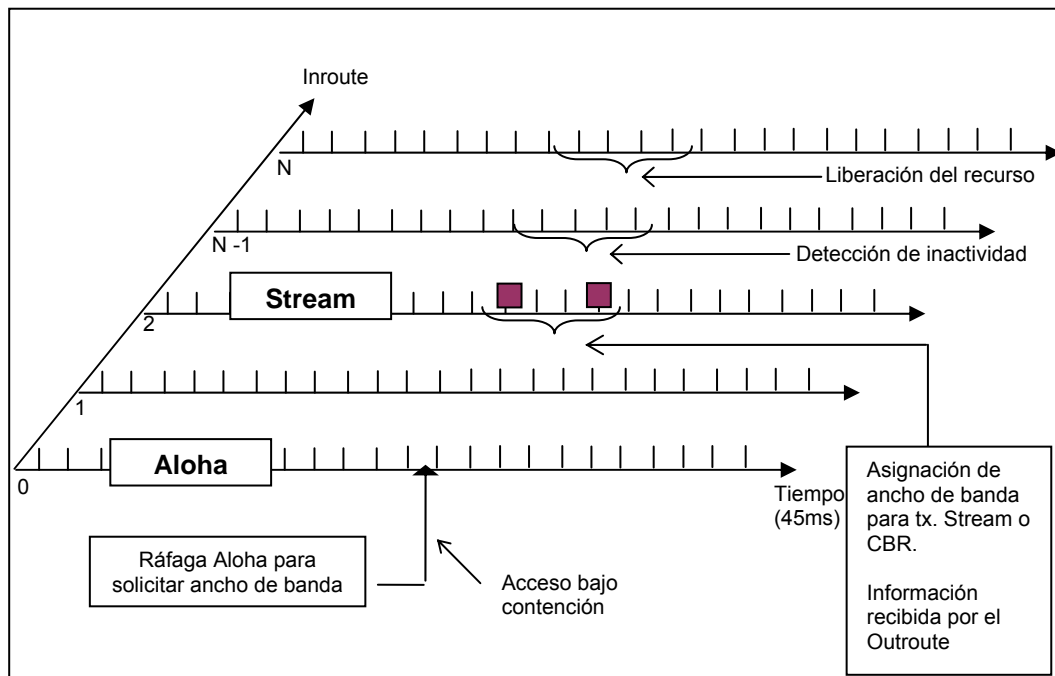 Inroute
N
Liberación del recurso
N -1
Detección de inactividad
Stream
2
1
Aloha
0
Tiempo
(45ms)
Asignación de
ancho de banda
para tx. Stream o
CBR.
Información
recibida por el
Outroute
Ráfaga Aloha para
solicitar ancho de banda
Acceso bajo
contención